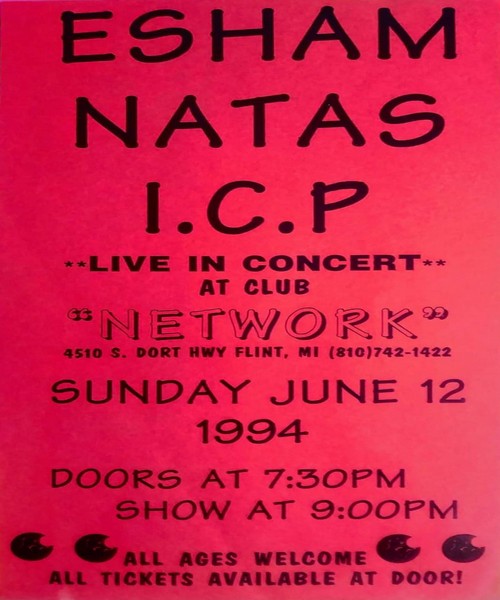 ESHAM
NATAS
I.C.P
**LIVE IN CONCERT**
AT CLUB
“NETWORK”
4510 S. DORT HWY FLINT, MI (810)742-1422
SUNDAY JUNE 12
1994
DOORS AT 7:30PM
SHOW AT 9:00PM
ALL AGES WELCOME
ALL TICKETS AVAILABLE AT DOOR!